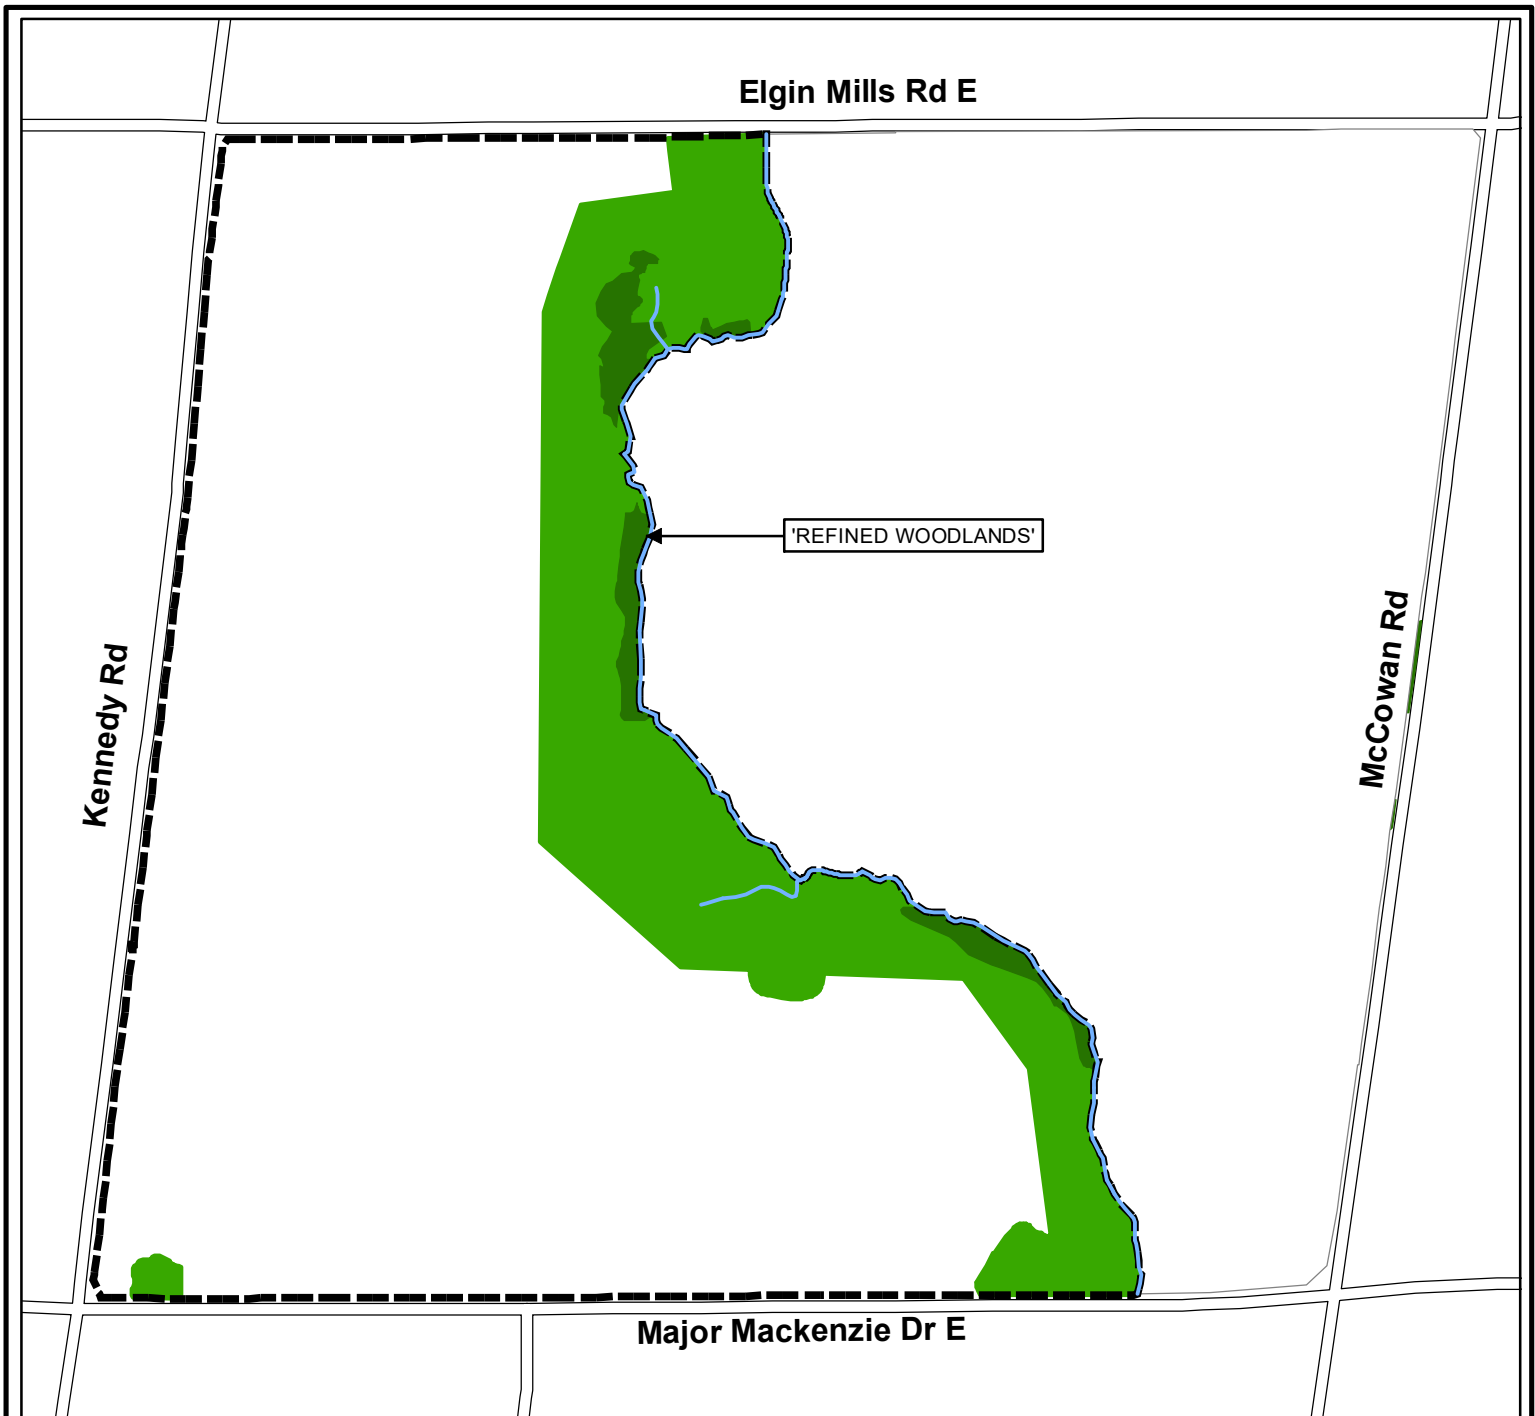 Elgin Mills Rd E
'REFINED WOODLANDS'
Kennedy Rd
McCowan Rd
Major Mackenzie Dr E